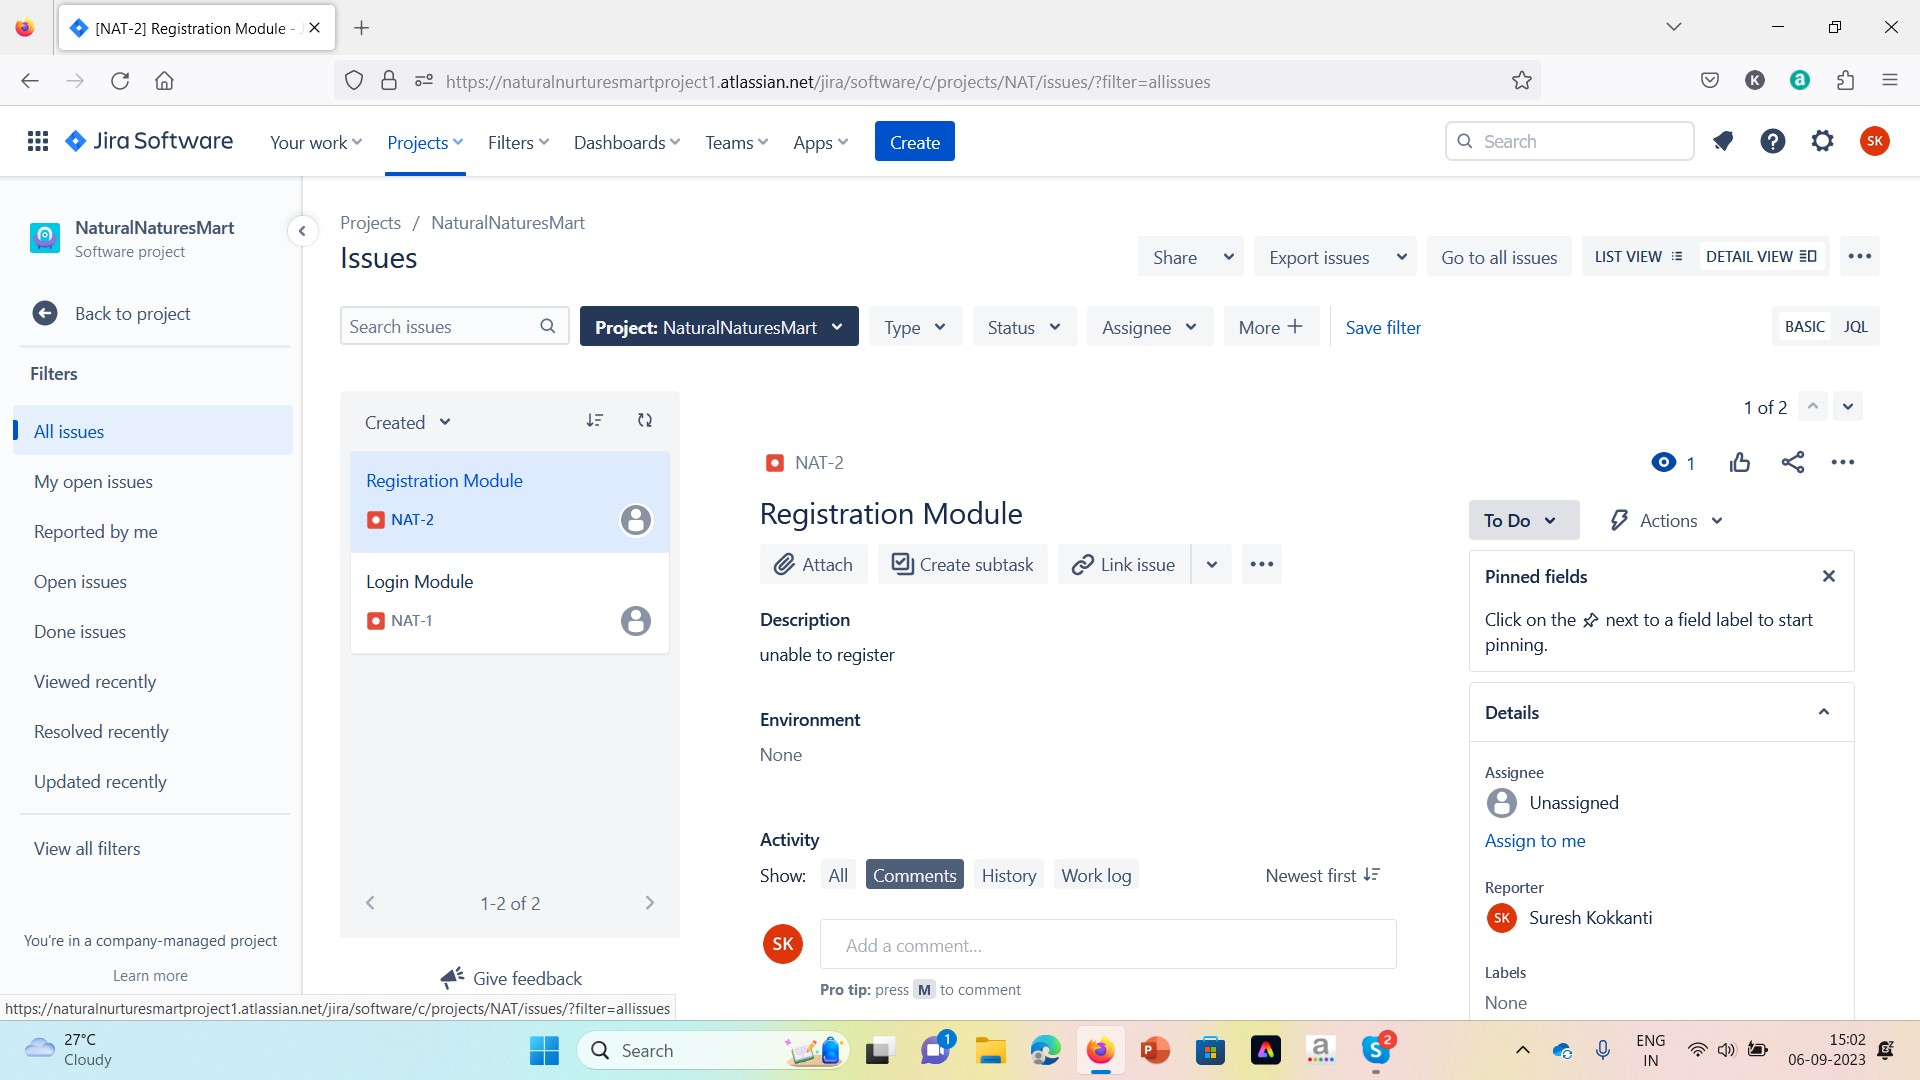 [NAT-2] Registration Module - J
https://naturalnurturesmartproject1.atlassian.net/jira/software/c/projects/NAT/issues/?filter=allissues
K
a
Jira Software
Your work
Projects
Filters
Dashboards
Teams
Apps
Create
Search
SK
NaturalNaturesMart
Software project
Back to project
Filters
All issues
My open issues
Reported by me
Open issues
Done issues
Viewed recently
Resolved recently
Updated recently
View all filters
You're in a company-managed project
Learn more
Projects / NaturalNaturesMart
Issues
Share
Export issues
Go to all issues
LIST VIEW
DETAIL VIEW
Search issues
Project: NaturalNaturesMart
Type
Status
Assignee
More
Save filter
BASIC
JQL
Created
Registration Module
NAT-2
Login Module
NAT-1
1-2 of 2
Give feedback
1 of 2
NAT-2
1
Registration Module
Attach
Create subtask
Link issue
Description
unable to register
Environment
None
Activity
Show:
All
Comments
History
Work log
Newest first
SK
Add a comment...
Pro tip: press M to comment
To Do
Actions
Pinned fields
Click on the next to a field label to start
pinning.
Details
Assignee
Unassigned
Assign to me
Reporter
SK
Suresh Kokkanti
Labels
None
https://naturalnurturesmartproject1.atlassian.net/jira/software/c/projects/NAT/issues/?filter=allissues
27°C
Cloudy
Search
1
P
a
S
2
ENG
IN
15:02
06-09-2023